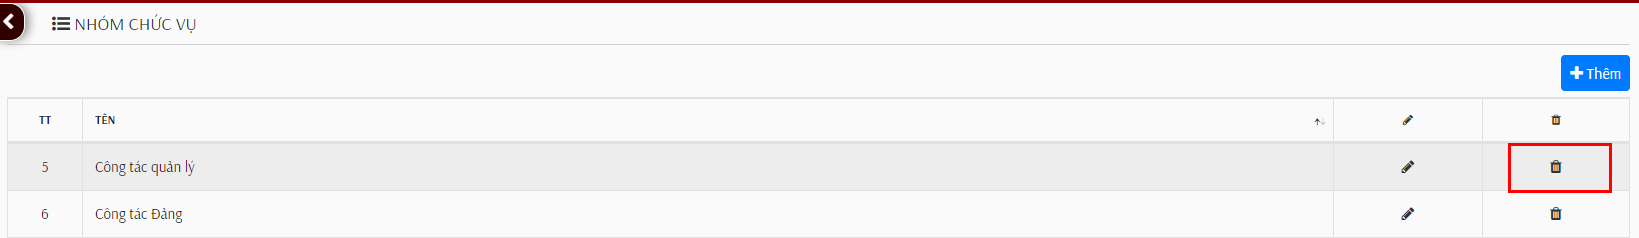 NHÓM CHỨC VỤ
Thêm
TT TÊN
5 Công tác quản lý
6 Công tác Đảng